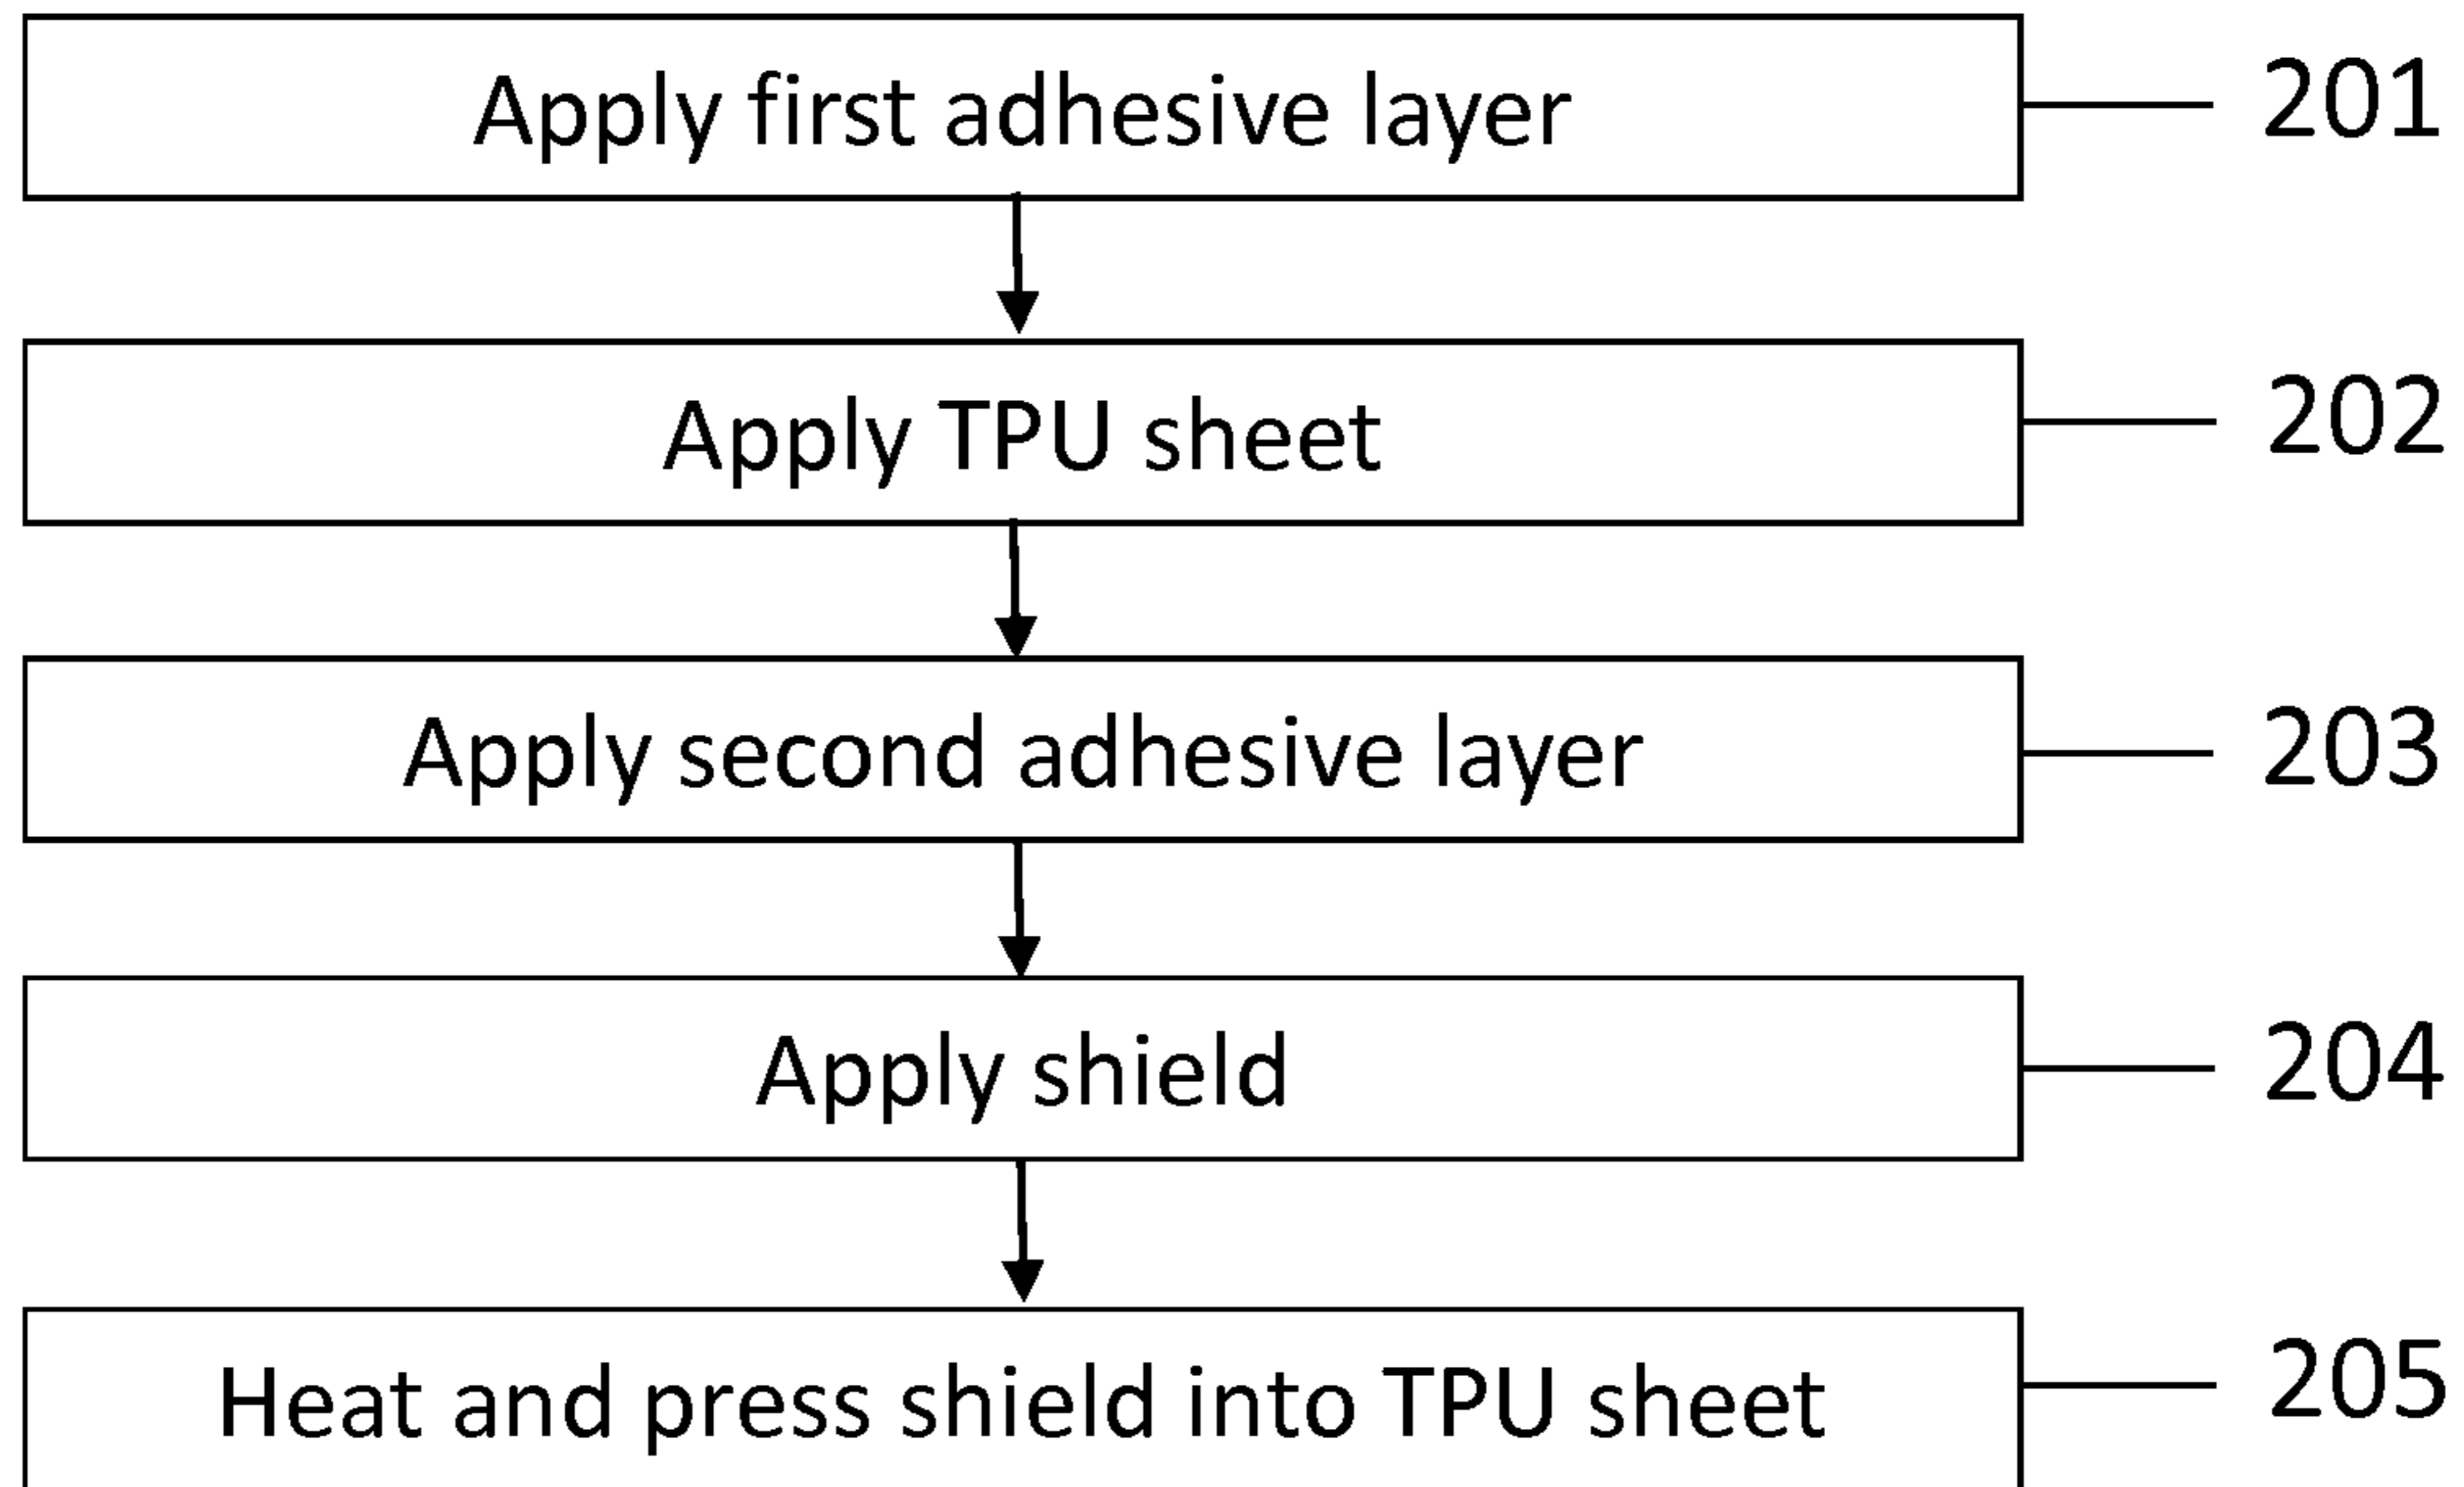 Apply first adhesive layer 201
Apply TPU sheet 202
Apply second adhesive layer 203
Apply shield 204
Heat and press shield into TPU sheet 205